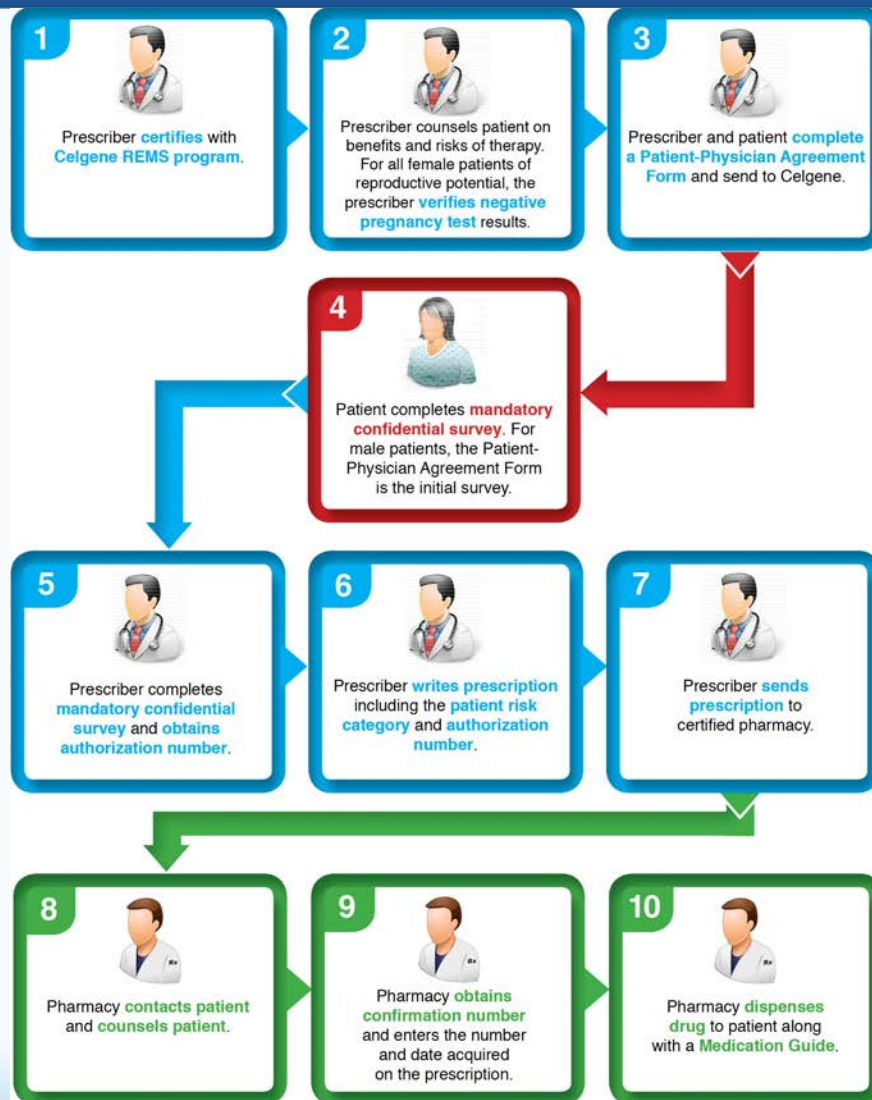 1
Prescriber certifies with
Celgene REMS program.
2
Prescriber counsels patient on
benefits and risks of therapy.
For all female patients of
reproductive potential, the
prescriber verifies negative
pregnancy test results.
3
Prescriber and patient complete
a Patient-Physician Agreement
Form and send to Celgene.
4
Patient completes mandatory
confidential survey. For
male patients, the Patient-
Physician Agreement Form
is the initial survey.
5
Prescriber completes
mandatory confidential
survey and obtains
authorization number.
6
Prescriber writes prescription
including the patient risk
category and authorization
number.
7
Prescriber sends
prescription to
certified pharmacy.
8
Rx
Pharmacy contacts patient
and counsels patient.
9
Rx
Pharmacy obtains
confirmation number
and enters the number
and date acquired
on the prescription.
10
Rx
Pharmacy dispenses
drug to patient along
with a Medication Guide.